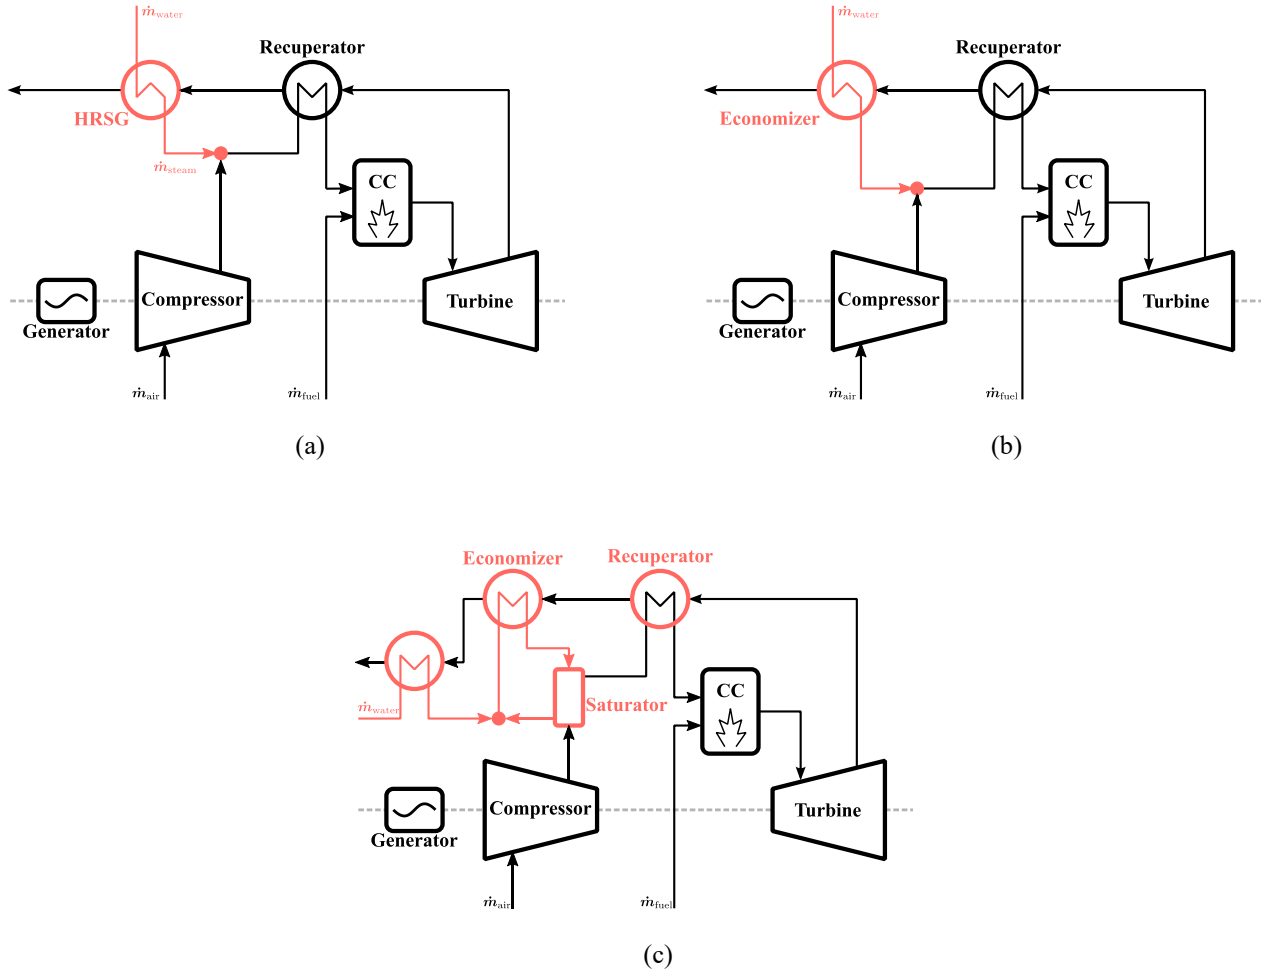 ṁwater
Recuperator
HRSG
ṁsteam
CC
Compressor
Turbine
Generator
ṁair
ṁfuel
(a)
ṁwater
Recuperator
Economizer
CC
Compressor
Turbine
Generator
ṁair
ṁfuel
(b)
Economizer
Recuperator
ṁwater
Saturator
CC
Compressor
Turbine
Generator
ṁair
ṁfuel
(c)